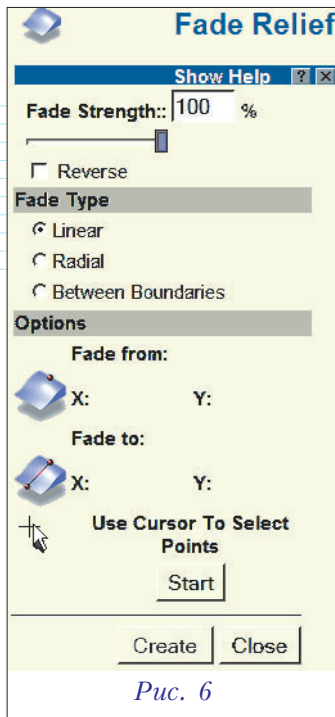 Fade Relief
Show Help ? X
Fade Strength:: 100 %
Reverse
Fade Type
Linear
Radial
Between Boundaries
Options
Fade from:
X: Y:
Fade to:
X: Y:
Use Cursor To Select
Points
Start
Create Close
Рис. 6